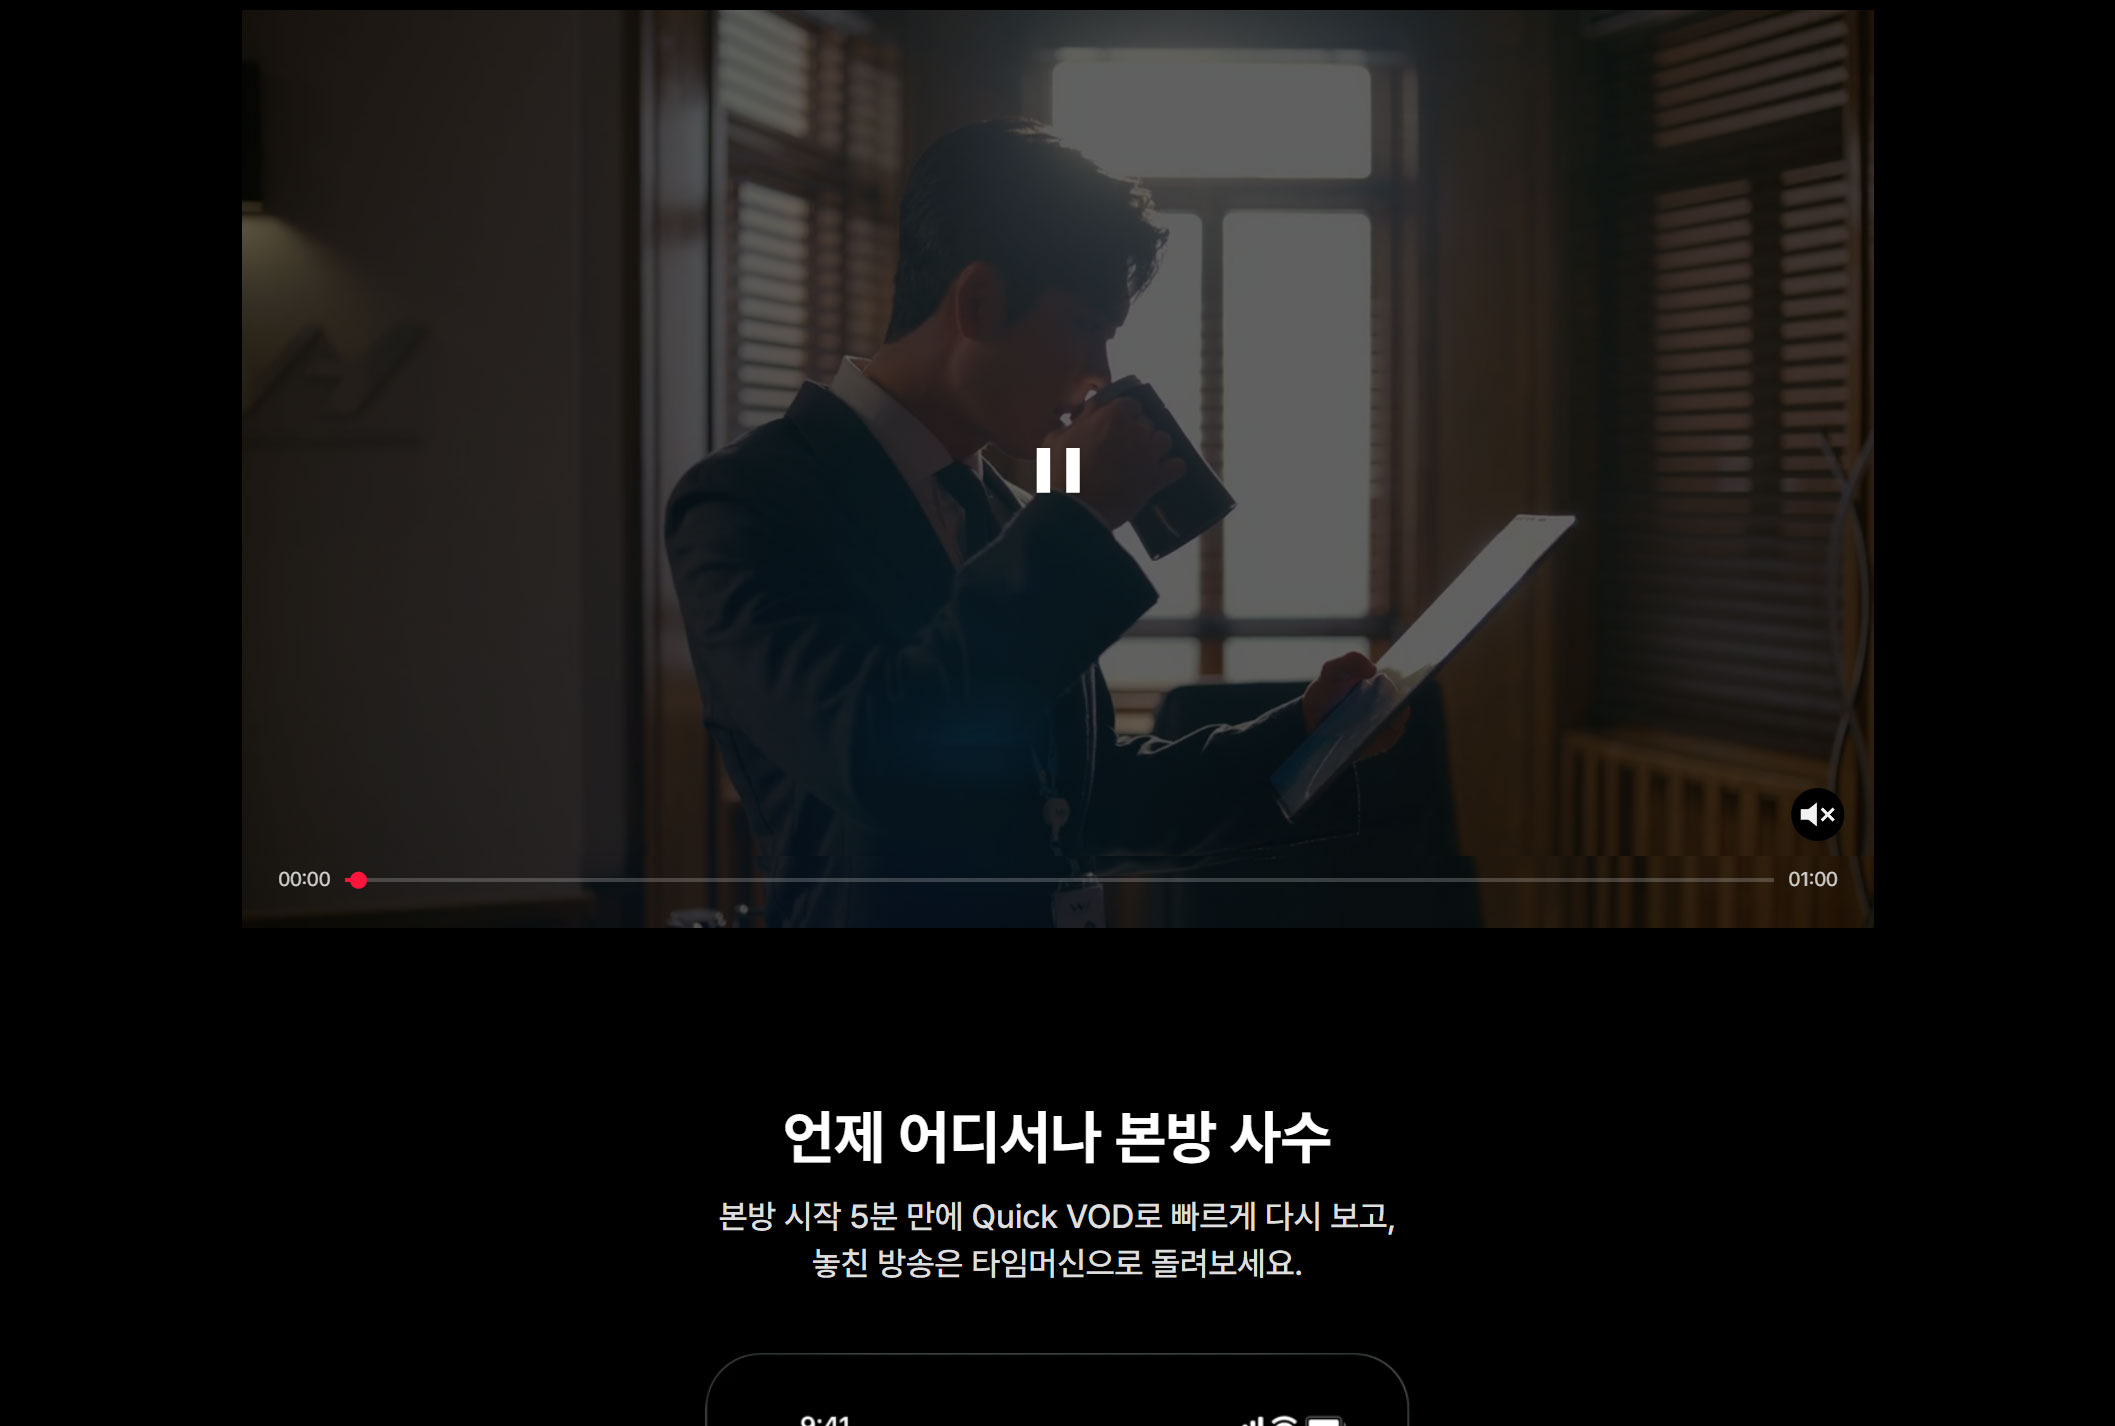 00:00
01:00
언제 어디서나 본방 사수
본방 시작 5분 만에 Quick VOD로 빠르게 다시 보고,
놓친 방송은 타임머신으로 돌려보세요.
9:41